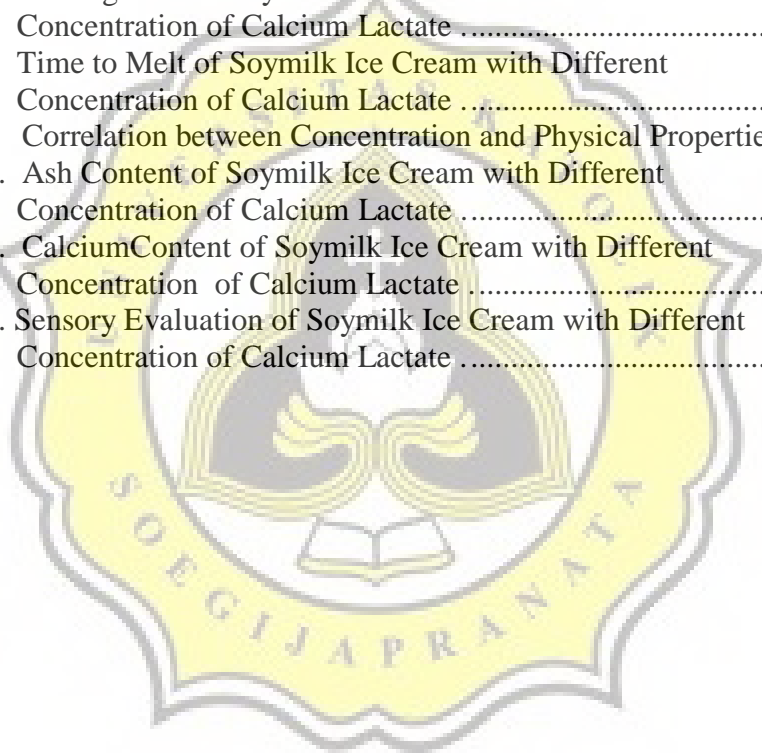 Concentration of Calcium Lactate ......................................
Time to Melt of Soymilk Ice Cream with Different
Concentration of Calcium Lactate ......................................
Correlation between Concentration and Physical Propertie
. Ash Content of Soymilk Ice Cream with Different
Concentration of Calcium Lactate ......................................
. CalciumContent of Soymilk Ice Cream with Different
Concentration of Calcium Lactate .....................................
. Sensory Evaluation of Soymilk Ice Cream with Different
Concentration of Calcium Lactate ......................................
UNIVERSITAS KATOLIK
SOEGIJAPRANATA